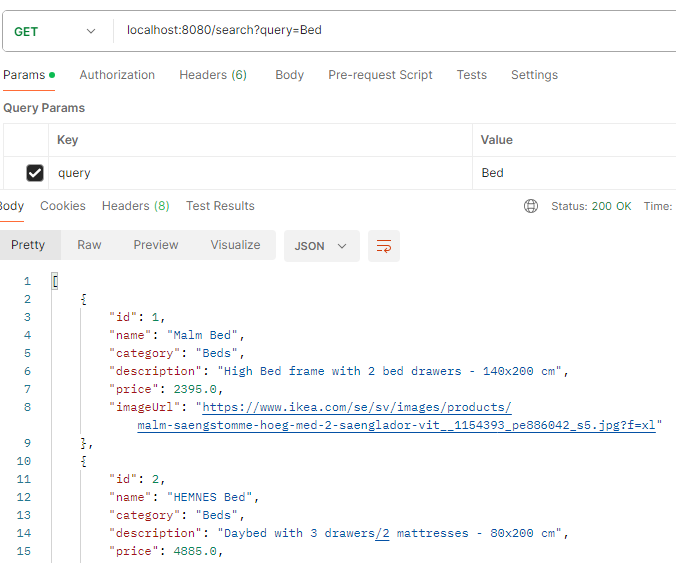 GET localhost:8080/search?query=Bed
Params Authorization Headers (6) Body Pre-request Script Tests Settings
Query Params
Key Value
query Bed
Body Cookies Headers (8) Test Results Status: 200 OK Time:
Pretty Raw Preview Visualize JSON
1 [
2 {
3 "id": 1,
4 "name": "Malm Bed",
5 "category": "Beds",
6 "description": "High Bed frame with 2 bed drawers - 140x200 cm",
7 "price": 2395.0,
8 "imageUrl": "https://www.ikea.com/se/sv/images/products/
malm-saengstomme-hoeg-med-2-saenglador-vit__1154393_pe886042_s5.jpg?f=xl"
9 },
10 {
11 "id": 2,
12 "name": "HEMNES Bed",
13 "category": "Beds",
14 "description": "Daybed with 3 drawers/2 mattresses - 80x200 cm",
15 "price": 4885.0,